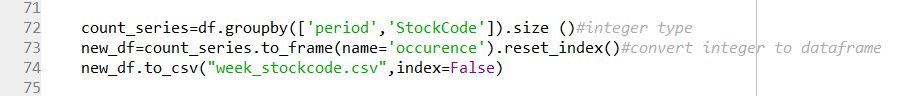 71
72 count_series=df.groupby(['period','StockCode']).size ()#integer type
73 new_df=count_series.to_frame(name='occurence').reset_index()#convert integer to dataframe
74 new_df.to_csv("week_stockcode.csv",index=False)
75